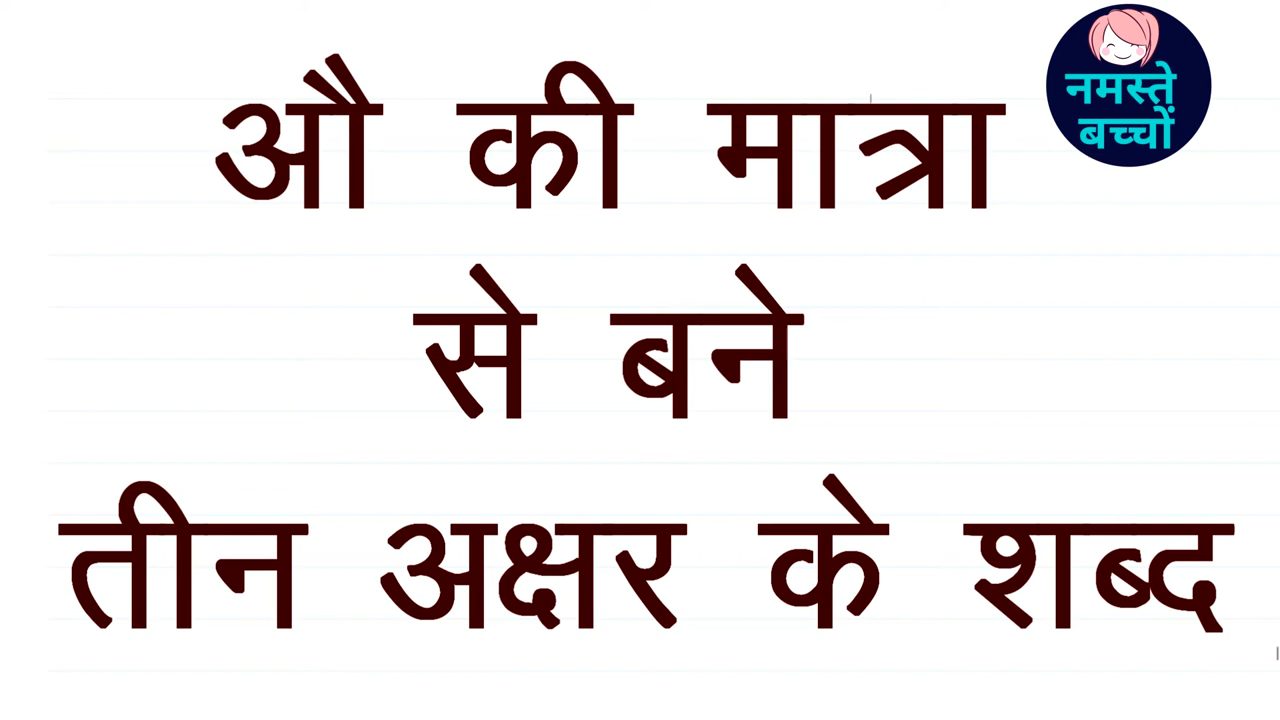 औ की मात्रा
से बने
तीन अक्षर के शब्द
नमस्ते
बच्चों